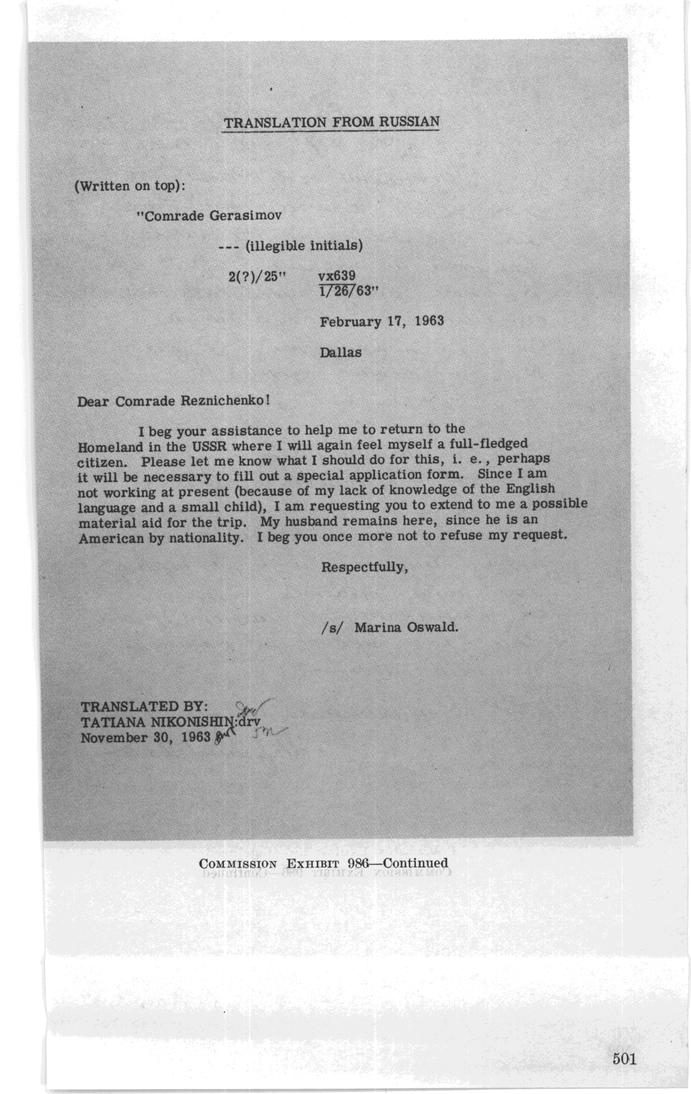 TRANSLATION FROM RUSSIAN
(Written on top):
"Comrade Gerasimov
--- (illegible initials)
2(?)/25" vx639
1/26/63"
February 17, 1963
Dallas
Dear Comrade Reznichenko!
I beg your assistance to help me to return to the
Homeland in the USSR where I will again feel myself a full-fledged
citizen. Please let me know what I should do for this, i. e., perhaps
it will be necessary to fill out a special application form. Since I am
not working at present (because of my lack of knowledge of the English
language and a small child), I am requesting you to extend to me a possible
material aid for the trip. My husband remains here, since he is an
American by nationality. I beg you once more not to refuse my request.
Respectfully,
/s/ Marina Oswald.
TRANSLATED BY:
TATIANA NIKONISHIN:drv
November 30, 1963
COMMISSION EXHIBIT 986—Continued
501